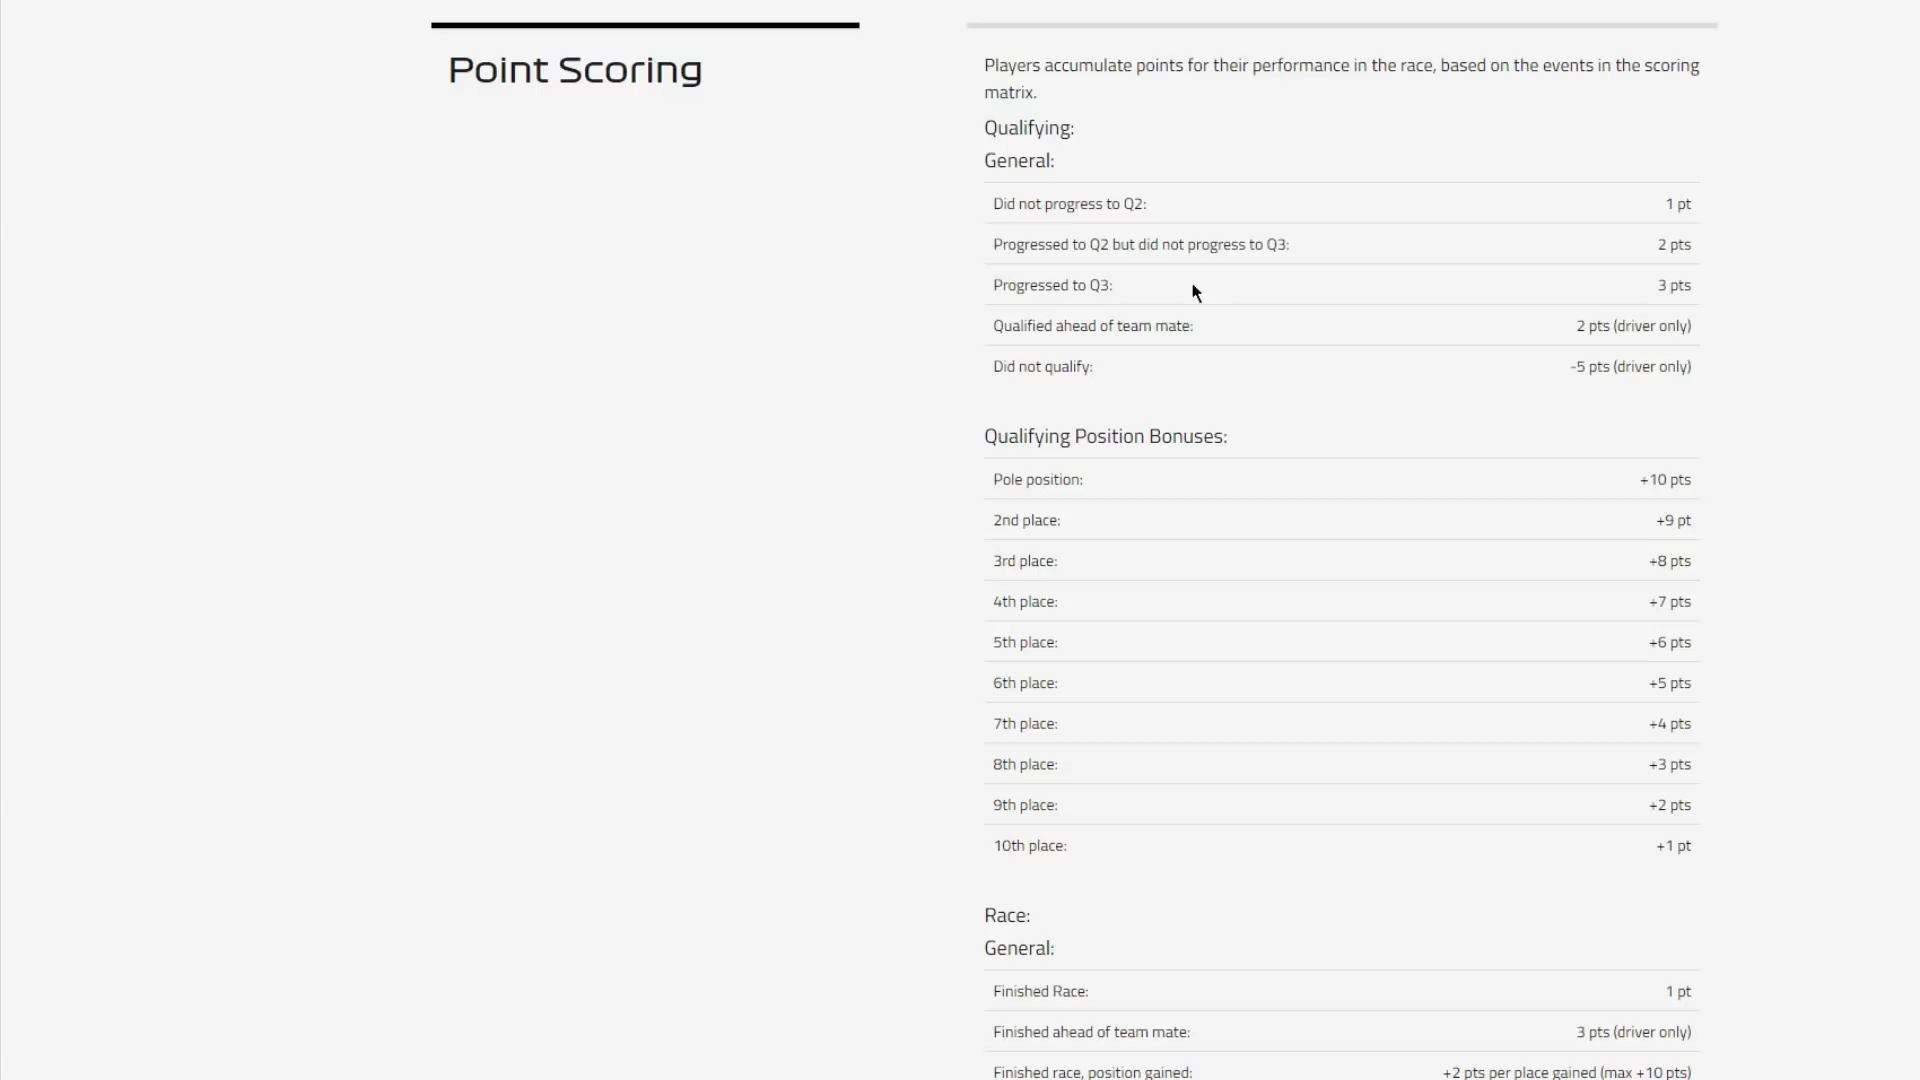 Point Scoring
Players accumulate points for their performance in the race, based on the events in the scoring
matrix.
Qualifying:
General:
Did not progress to Q2: 1 pt
Progressed to Q2 but did not progress to Q3: 2 pts
Progressed to Q3: 3 pts
Qualified ahead of team mate: 2 pts (driver only)
Did not qualify: -5 pts (driver only)
Qualifying Position Bonuses:
Pole position: +10 pts
2nd place: +9 pt
3rd place: +8 pts
4th place: +7 pts
5th place: +6 pts
6th place: +5 pts
7th place: +4 pts
8th place: +3 pts
9th place: +2 pts
10th place: +1 pt
Race:
General:
Finished Race: 1 pt
Finished ahead of team mate: 3 pts (driver only)
Finished race, position gained: +2 pts per place gained (max +10 pts)